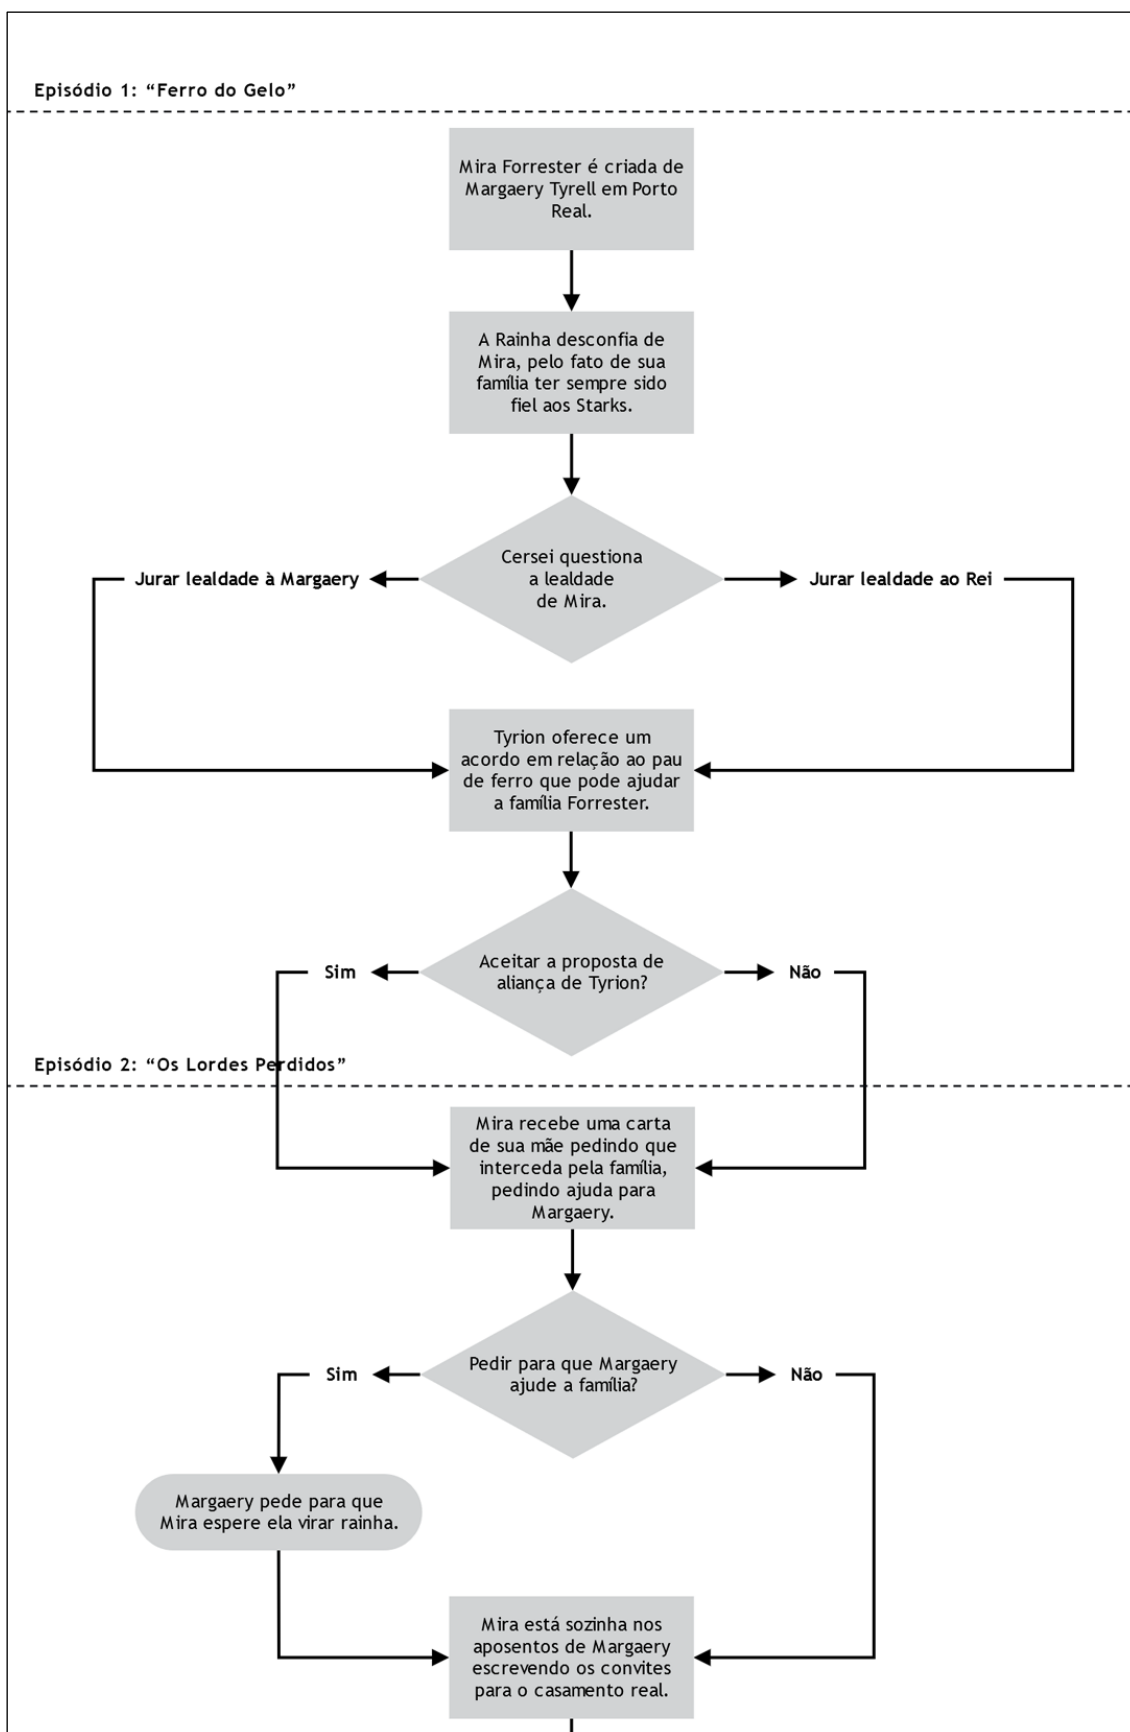 Episódio 1: “Ferro do Gelo”
Mira Forrester é criada de
Margaery Tyrell em Porto
Real.
A Rainha desconfia de
Mira, pelo fato de sua
família ter sempre sido
fiel aos Starks.
Cersei questiona
a lealdade
de Mira.
Jurar lealdade à Margaery
Jurar lealdade ao Rei
Tyrion oferece um
acordo em relação ao pau
de ferro que pode ajudar
a família Forrester.
Aceitar a proposta de
aliança de Tyrion?
Sim
Não
Episódio 2: “Os Lordes Perdidos”
Mira recebe uma carta
de sua mãe pedindo que
interceda pela família,
pedindo ajuda para
Margaery.
Pedir para que Margaery
ajude a família?
Sim
Não
Margaery pede para que
Mira espere ela virar rainha.
Mira está sozinha nos
aposentos de Margaery
escrevendo os convites
para o casamento real.